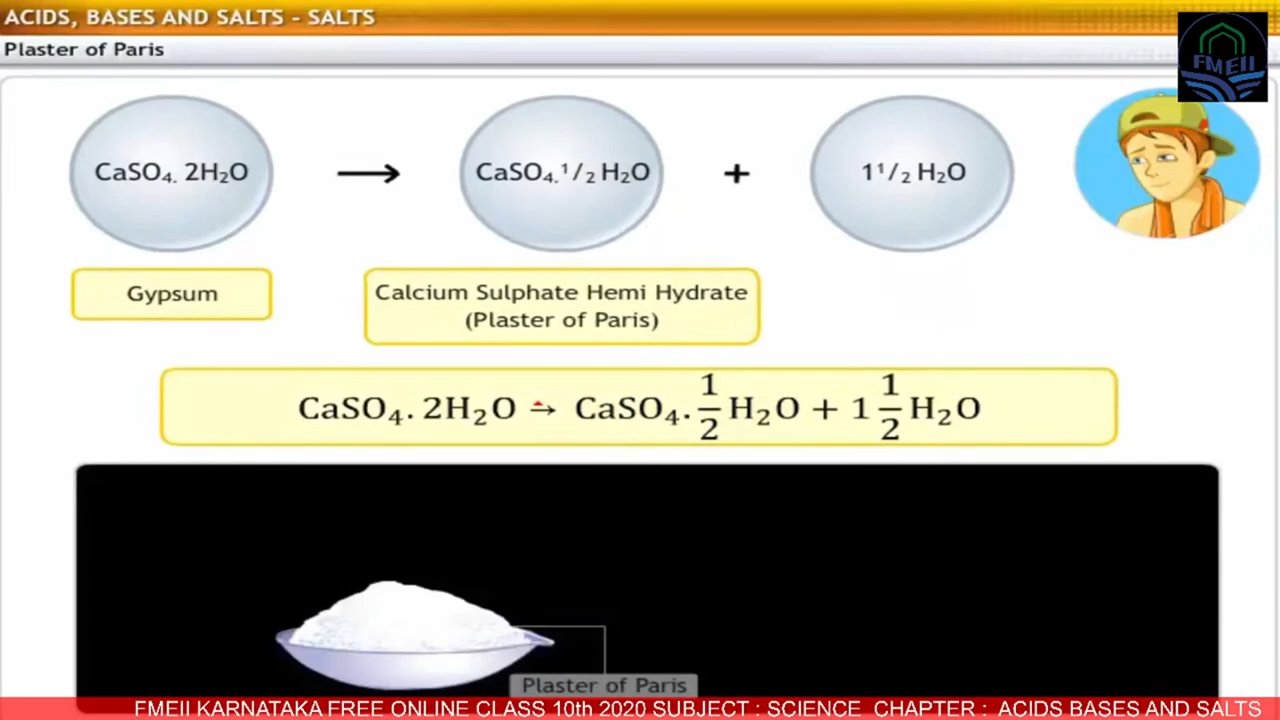 ACIDS, BASES AND SALTS - SALTS
Plaster of Paris
FMEII
CaSO₄. 2H₂O → CaSO₄.¹/₂ H₂O + 1¹/₂ H₂O
Gypsum
Calcium Sulphate Hemi Hydrate
(Plaster of Paris)
CaSO₄. 2H₂O → CaSO₄. 1/2 H₂O + 1 1/2 H₂O
Plaster of Paris
FMEII KARNATAKA FREE ONLINE CLASS 10th 2020 SUBJECT : SCIENCE CHAPTER : ACIDS BASES AND SALTS